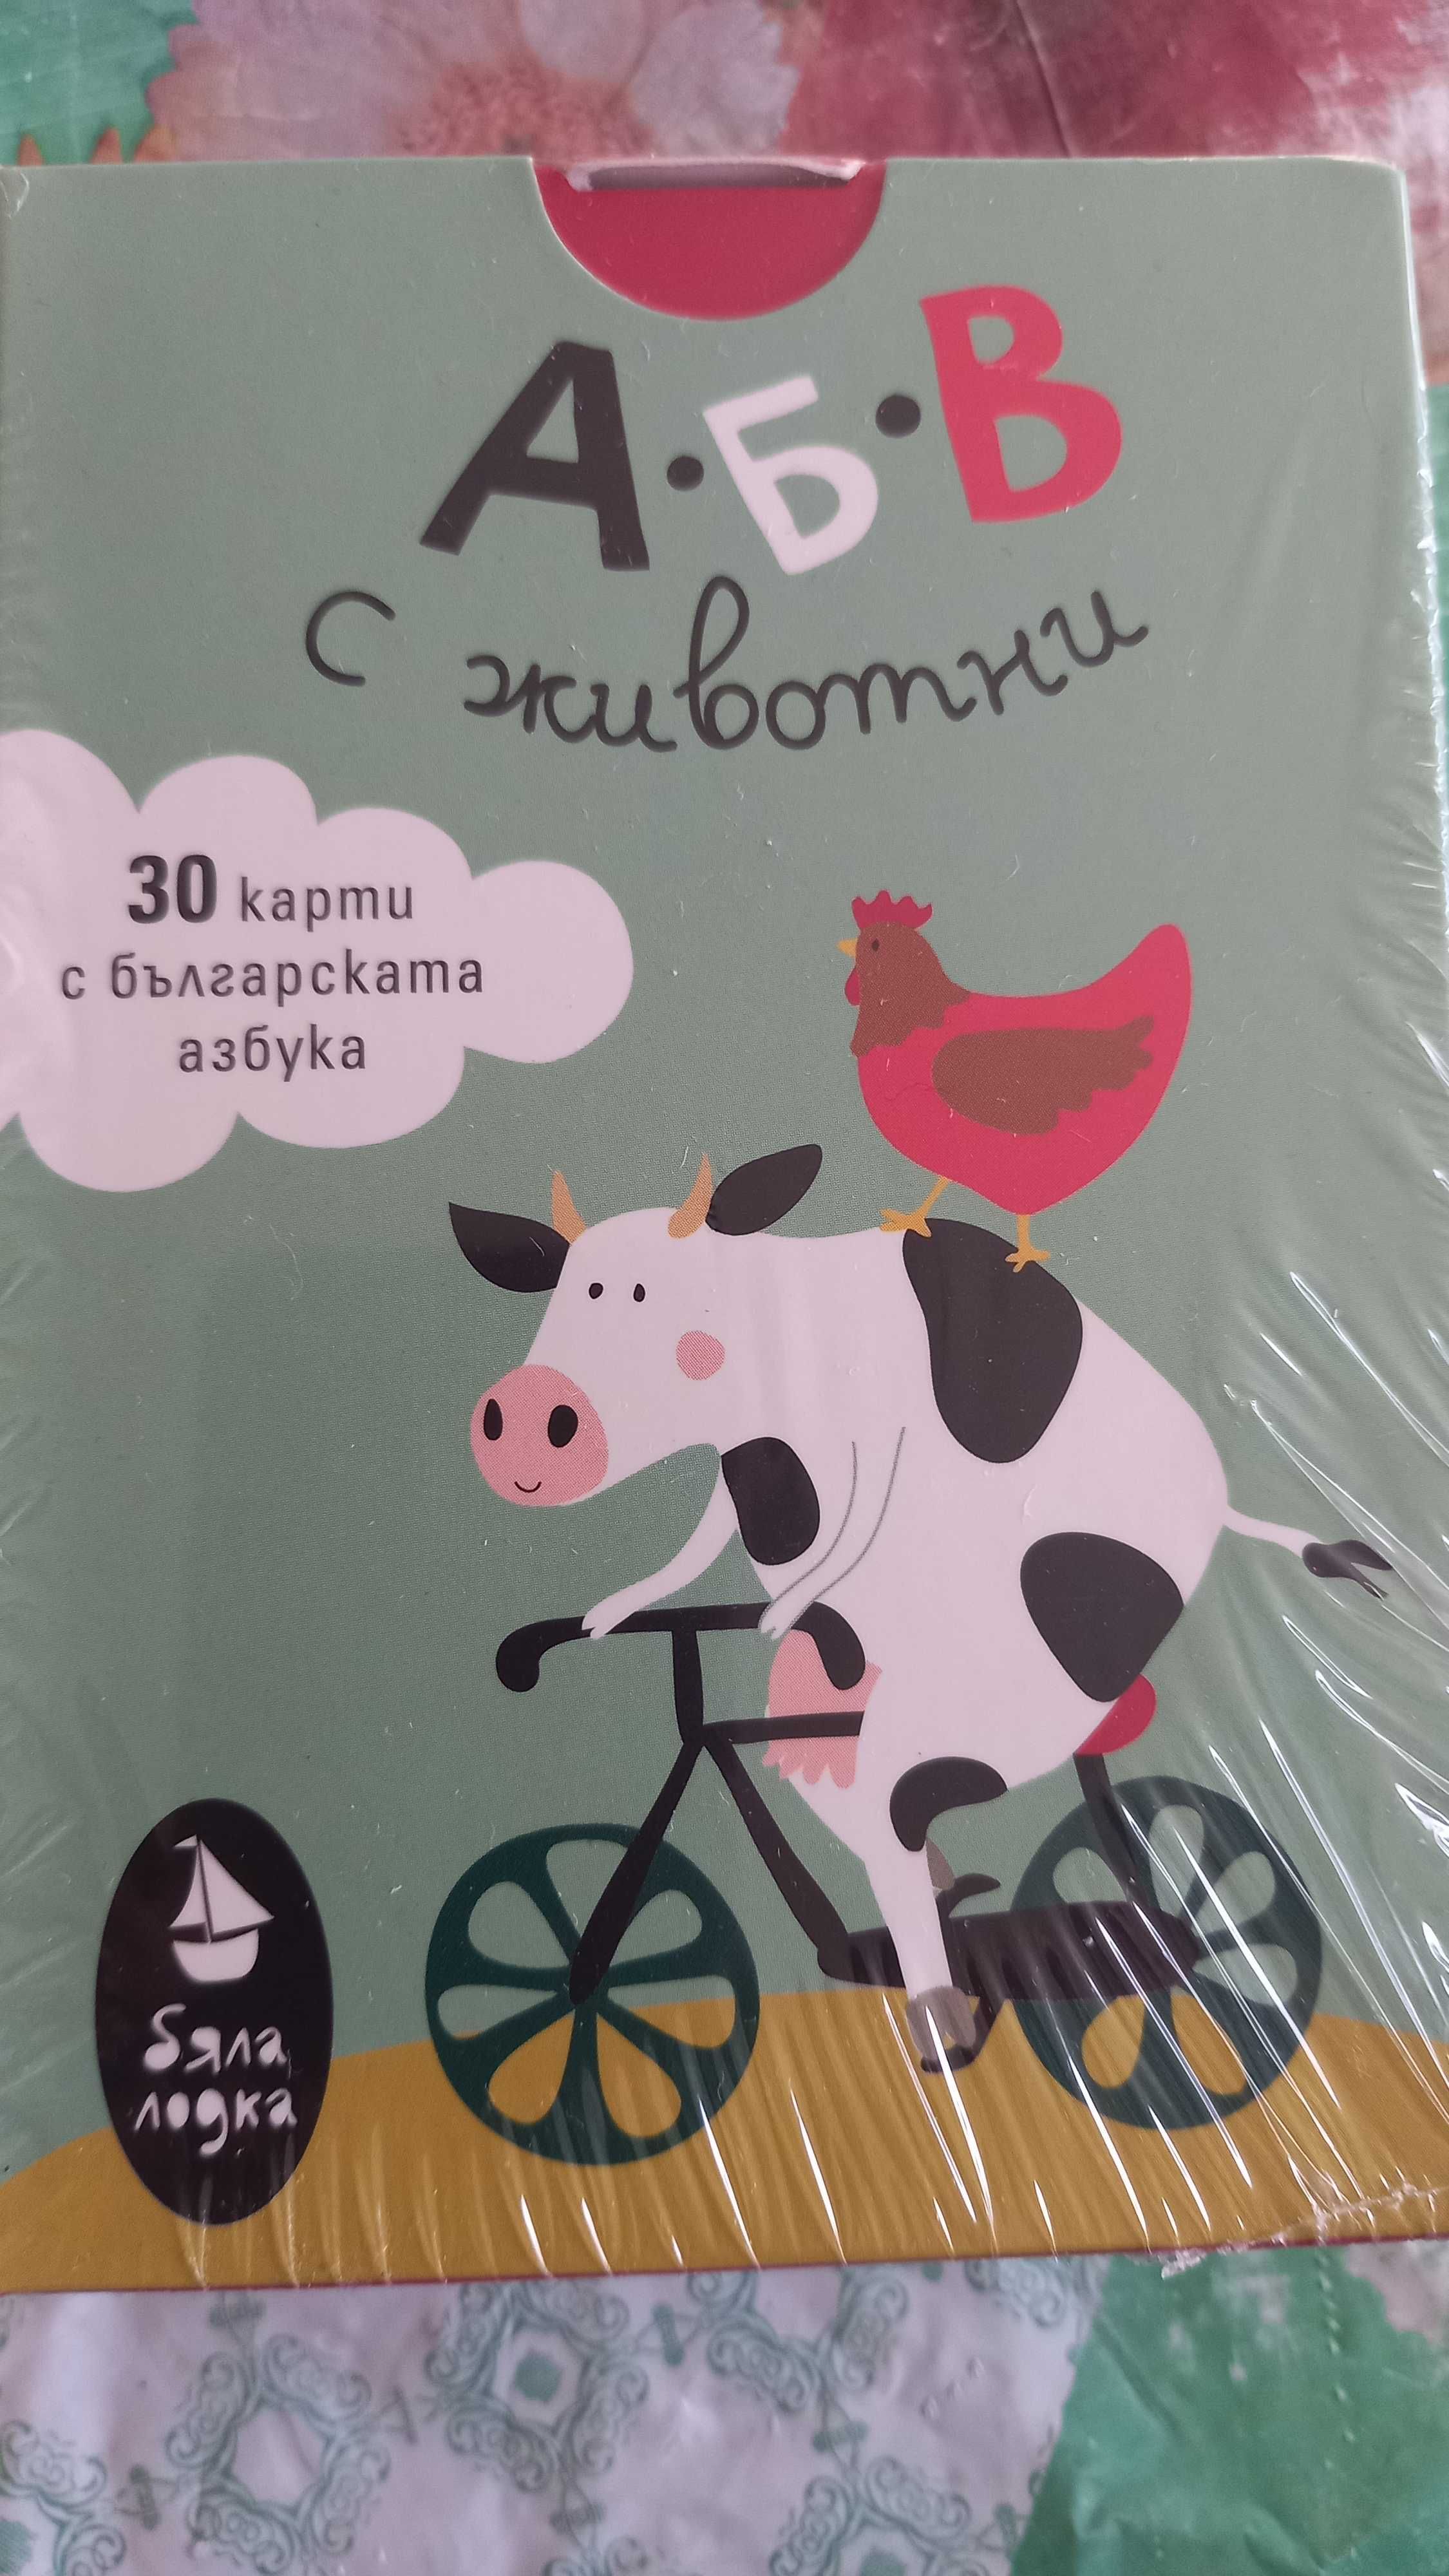 А·Б·В
с животни
30 карти
с българската
азбука
бяла
лодка